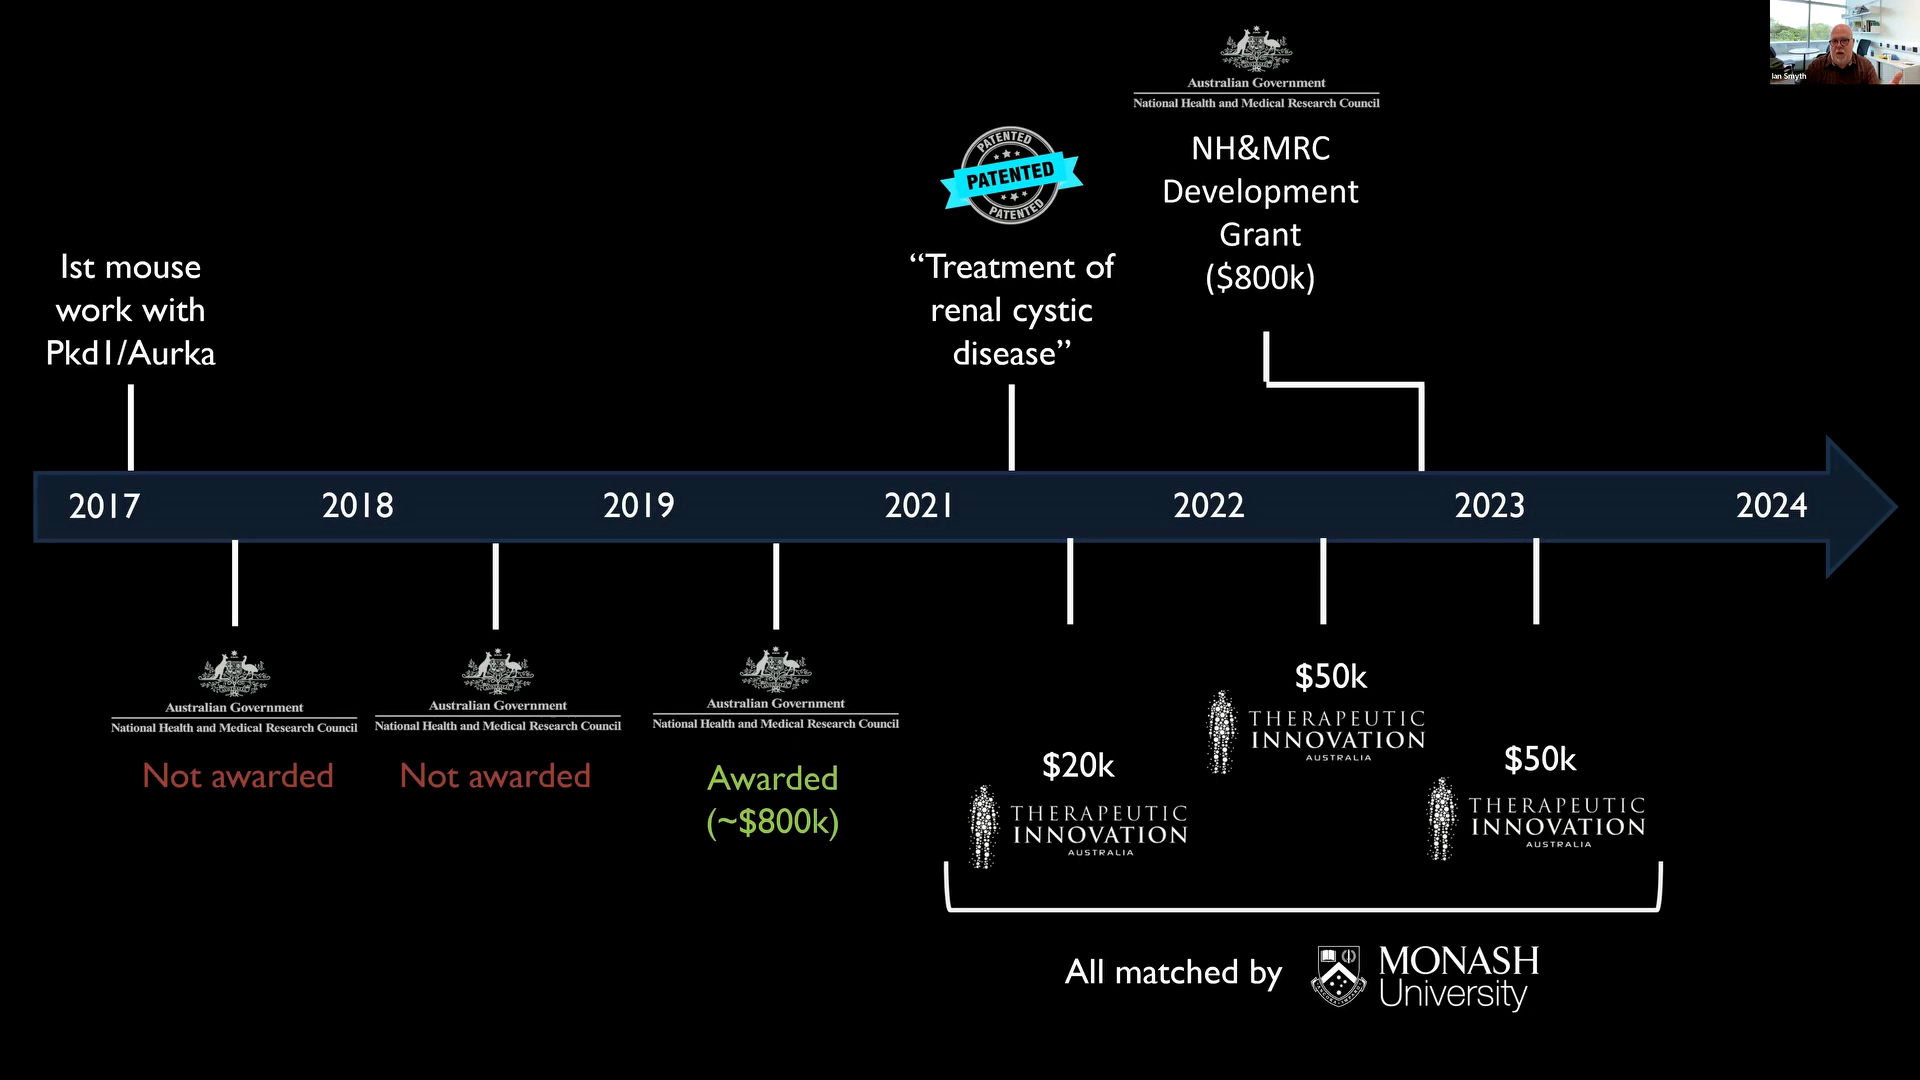 Ian Smyth
Australian Government
National Health and Medical Research Council
NH&MRC
Development
Grant
($800k)
PATENTED
PATENTED
PATENTED
“Treatment of
renal cystic
disease”
1st mouse
work with
Pkd1/Aurka
2017
2018
2019
2021
2022
2023
2024
Australian Government
National Health and Medical Research Council
Not awarded
Australian Government
National Health and Medical Research Council
Not awarded
Australian Government
National Health and Medical Research Council
Awarded
(~$800k)
$20k
THERAPEUTIC
INNOVATION
AUSTRALIA
$50k
THERAPEUTIC
INNOVATION
AUSTRALIA
$50k
THERAPEUTIC
INNOVATION
AUSTRALIA
All matched by
MONASH
University